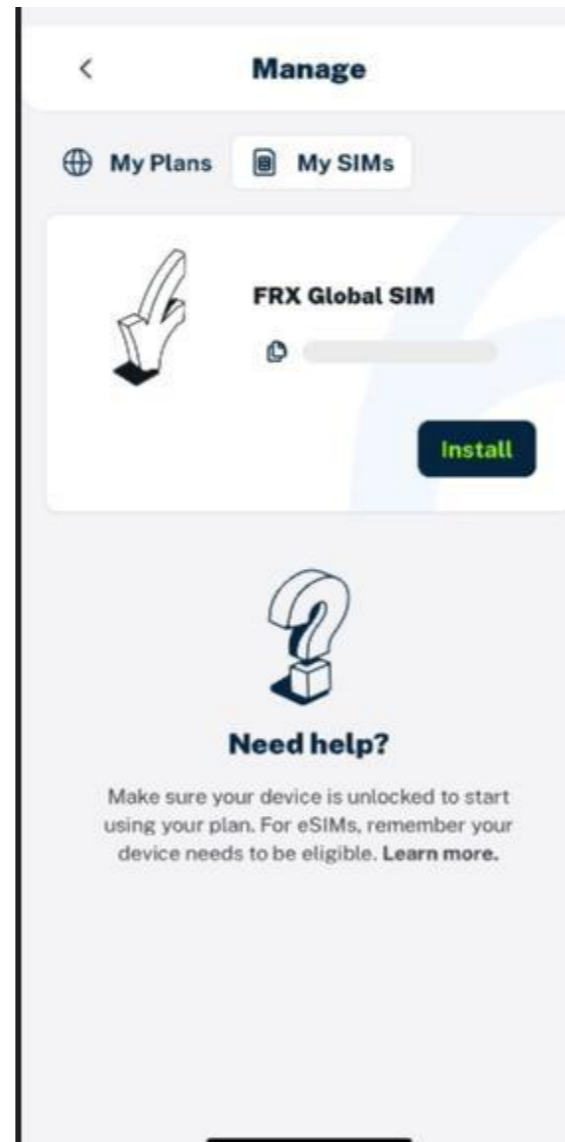 Manage
My Plans My SIMs
FRX Global SIM
Install
Need help?
Make sure your device is unlocked to start
using your plan. For eSIMs, remember your
device needs to be eligible. Learn more.